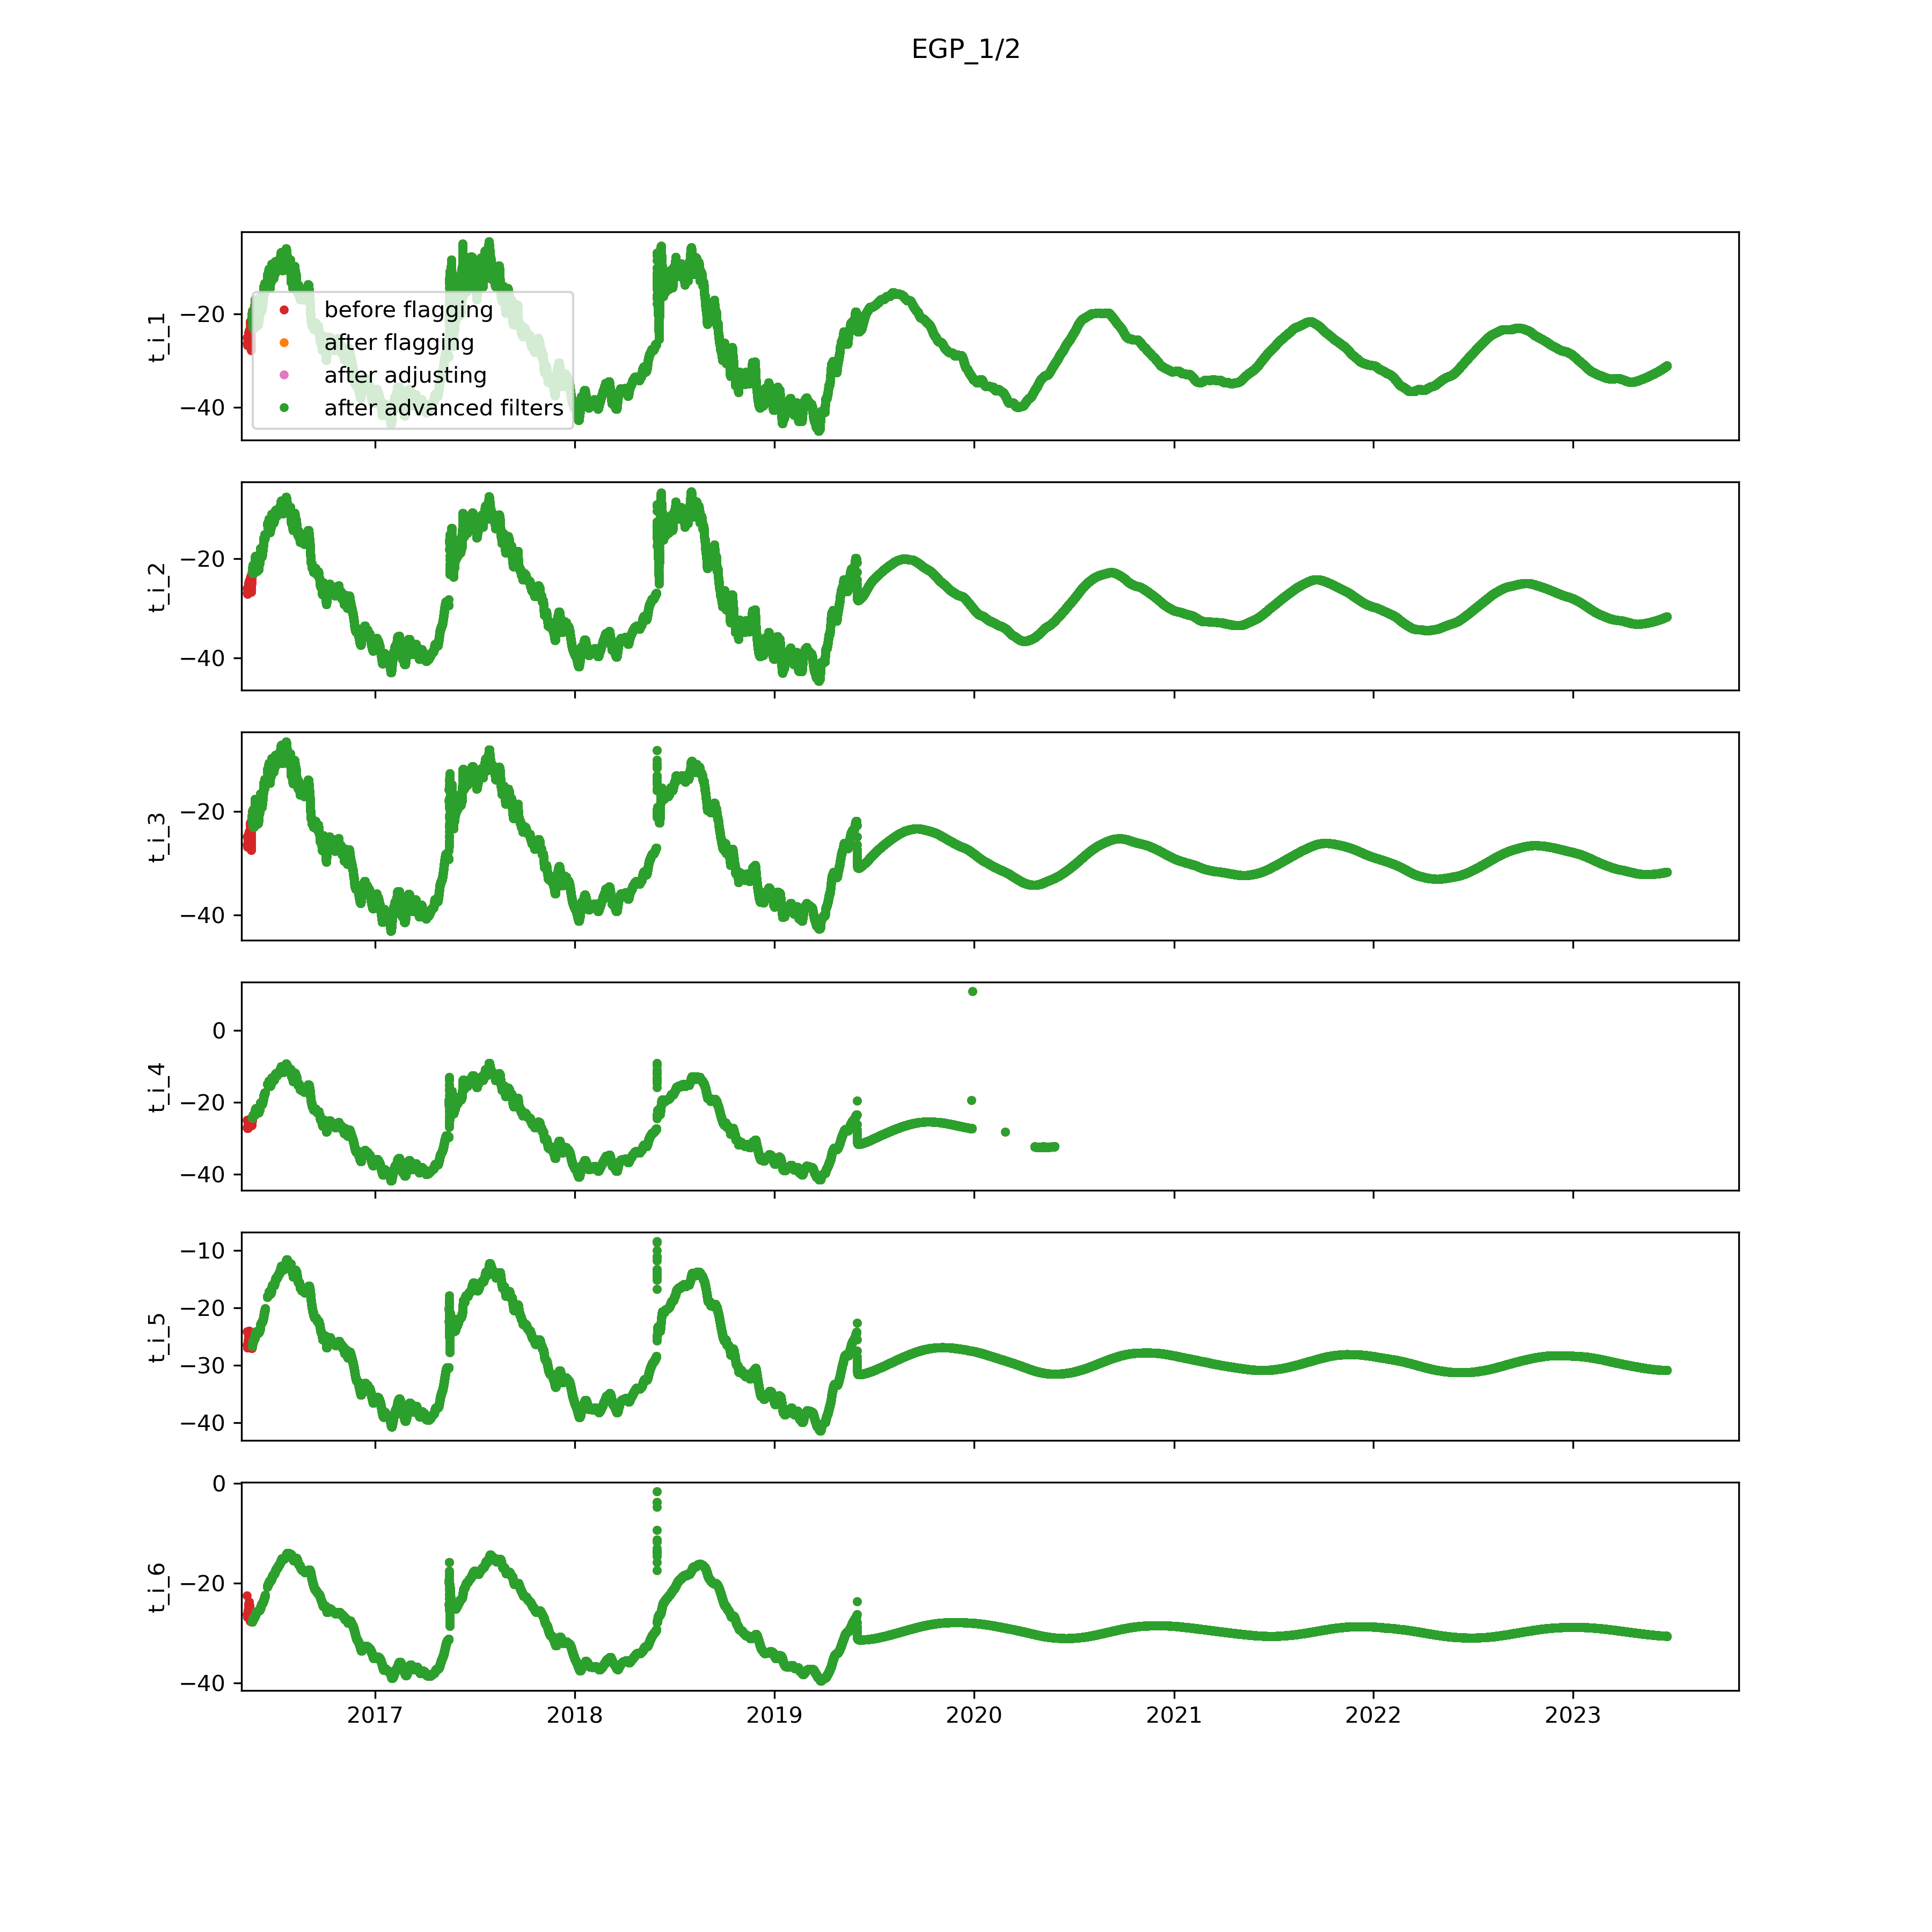 EGP_1/2
t_i_1
−20
−40
before flagging
after flagging
after adjusting
after advanced filters
t_i_2
−20
−40
t_i_3
−20
−40
t_i_4
0
−20
−40
t_i_5
−10
−20
−30
−40
t_i_6
0
−20
−40
2017 2018 2019 2020 2021 2022 2023